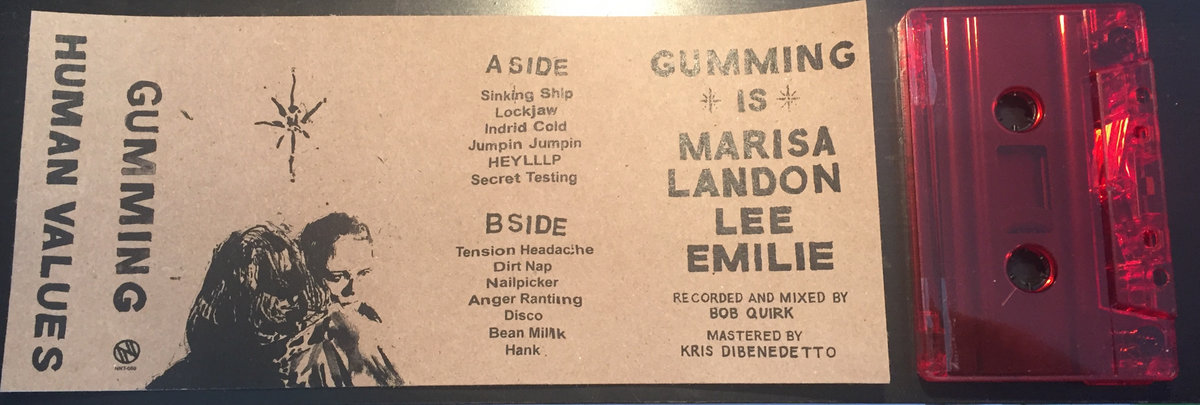 HUMAN VALUES
GUMMING
A SIDE
Sinking Ship
Lockjaw
Indrid Cold
Jumpin Jumpin
HEYLLLP
Secret Testing
B SIDE
Tension Headache
Dirt Nap
Nailpicker
Anger Ranting
Disco
Bean Milk
Hank
GUMMING
IS
MARISA
LANDON
LEE
EMILIE
RECORDED AND MIXED BY
BOB QUIRK
MASTERED BY
KRIS DIBENEDETTO